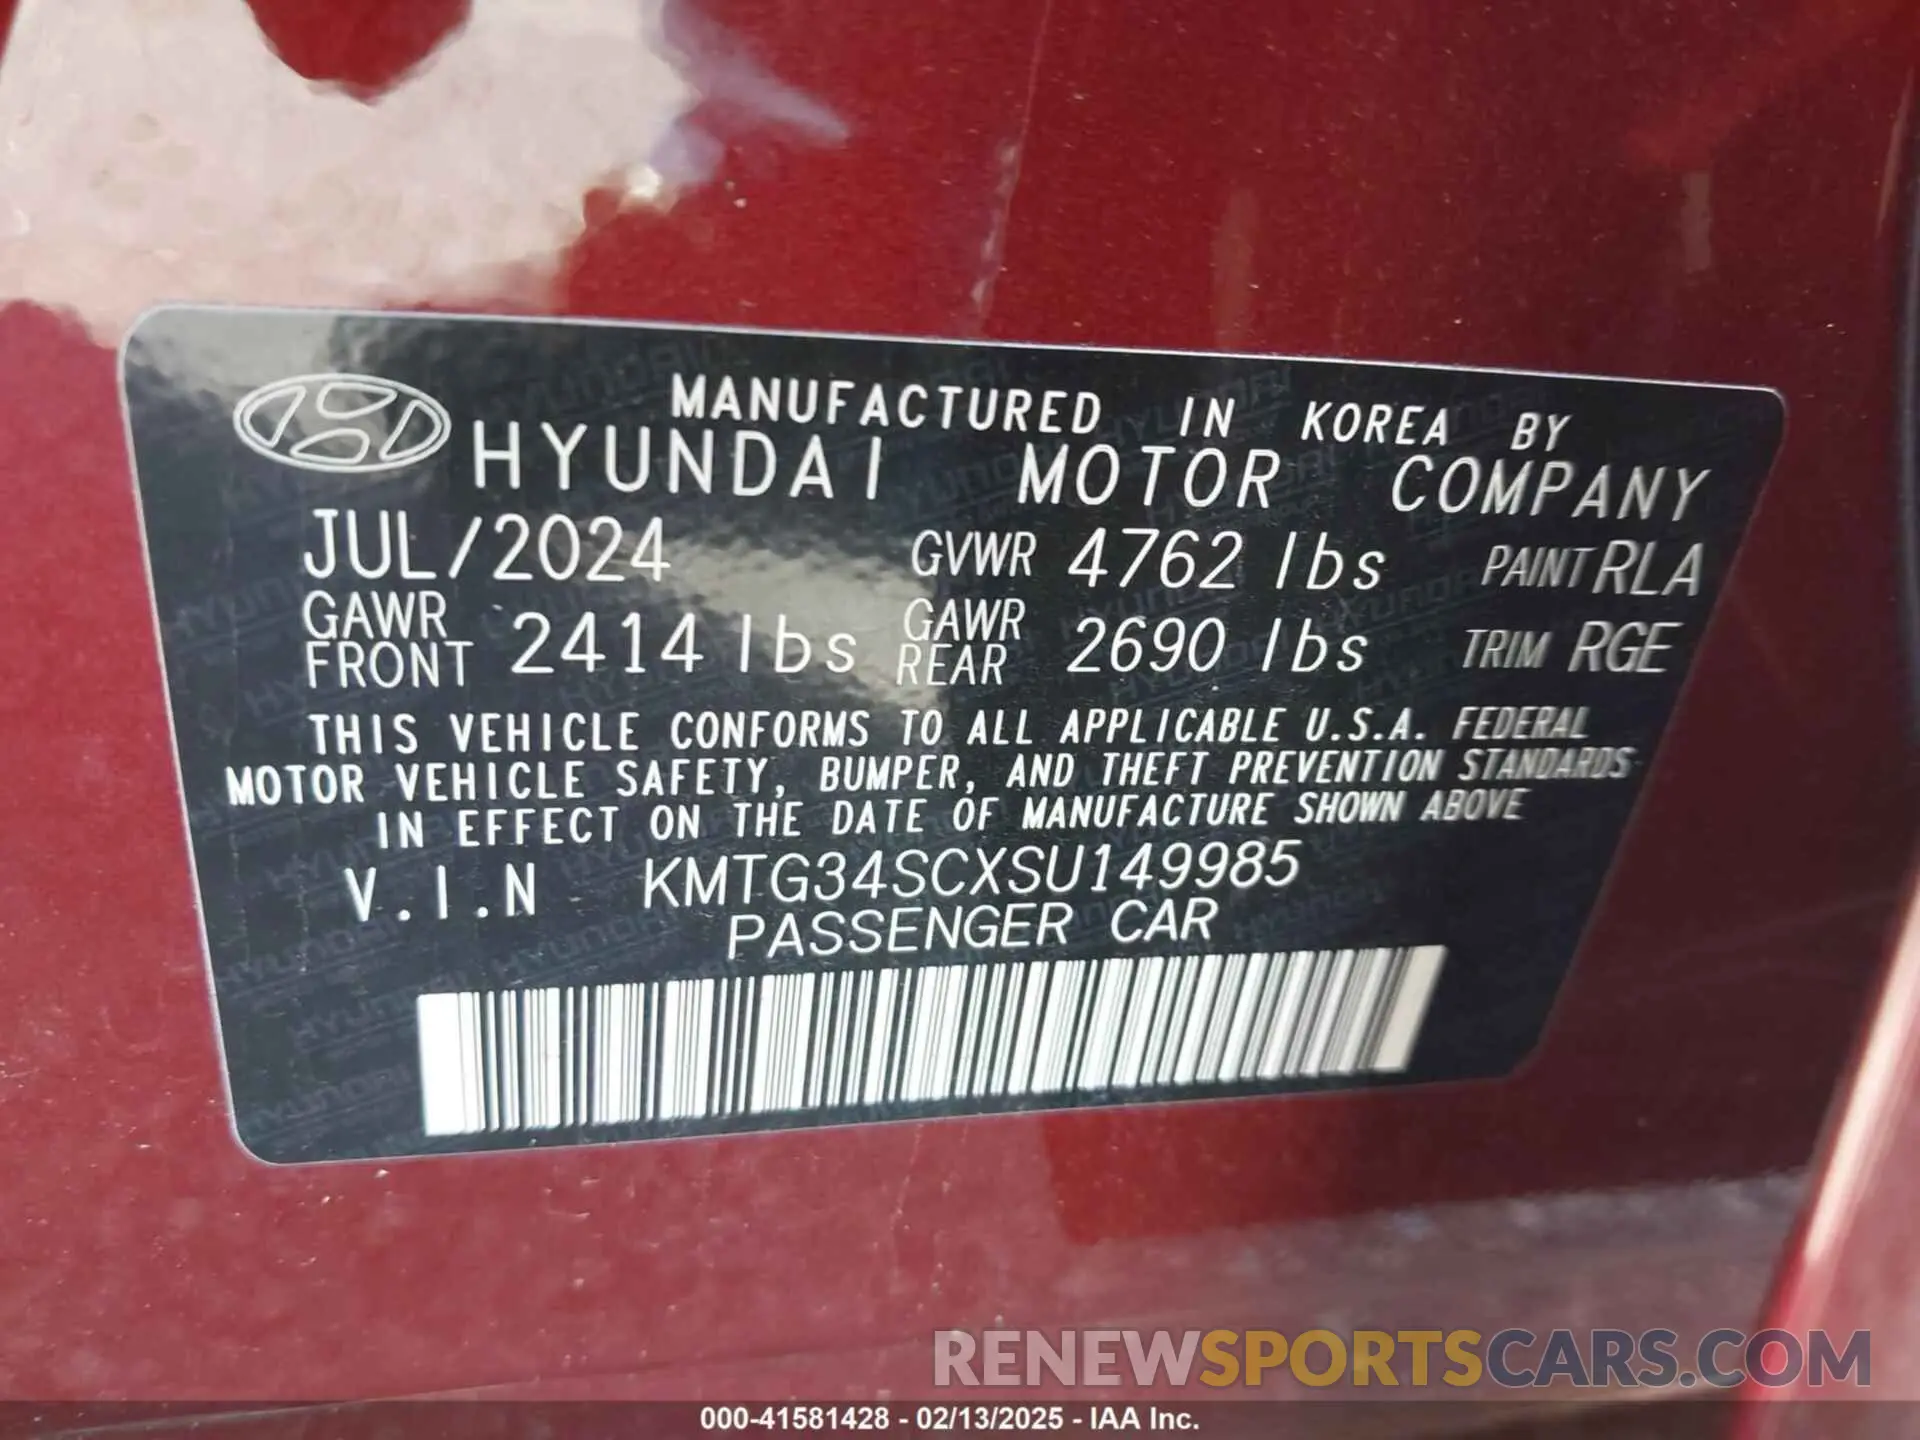 MANUFACTURED IN KOREA BY
HYUNDAI MOTOR COMPANY
JUL/2024 GVWR 4762 lbs PAINT RLA
GAWR FRONT 2414 lbs GAWR REAR 2690 lbs TRIM RGE
THIS VEHICLE CONFORMS TO ALL APPLICABLE U.S.A. FEDERAL
MOTOR VEHICLE SAFETY, BUMPER, AND THEFT PREVENTION STANDARDS
IN EFFECT ON THE DATE OF MANUFACTURE SHOWN ABOVE
V.I.N KMTG34SCXSU149985
PASSENGER CAR
RENEWSPORTSCARS.COM
000-41581428 - 02/13/2025 - IAA Inc.